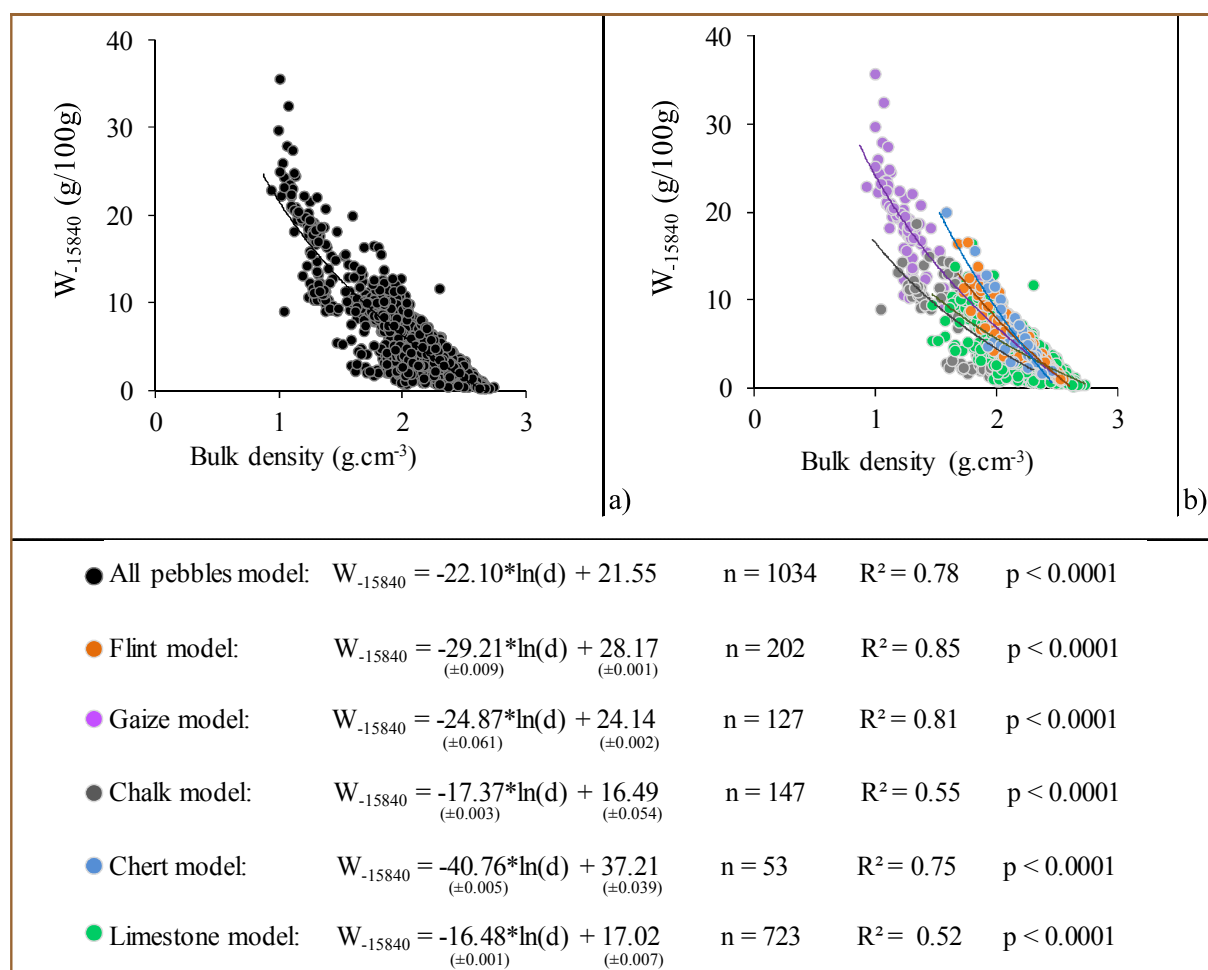 40
30
20
10
0
0 1 2 3
W-15840 (g/100g)
Bulk density (g.cm-3)
a)
40
30
20
10
0
0 1 2 3
W-15840 (g/100g)
Bulk density (g.cm-3)
b)
All pebbles model: W-15840 = -22.10*ln(d) + 21.55 n = 1034 R² = 0.78 p < 0.0001
Flint model: W-15840 = -29.21*ln(d) + 28.17 n = 202 R² = 0.85 p < 0.0001
(±0.009) (±0.001)
Gaize model: W-15840 = -24.87*ln(d) + 24.14 n = 127 R² = 0.81 p < 0.0001
(±0.061) (±0.002)
Chalk model: W-15840 = -17.37*ln(d) + 16.49 n = 147 R² = 0.55 p < 0.0001
(±0.003) (±0.054)
Chert model: W-15840 = -40.76*ln(d) + 37.21 n = 53 R² = 0.75 p < 0.0001
(±0.005) (±0.039)
Limestone model: W-15840 = -16.48*ln(d) + 17.02 n = 723 R² = 0.52 p < 0.0001
(±0.001) (±0.007)